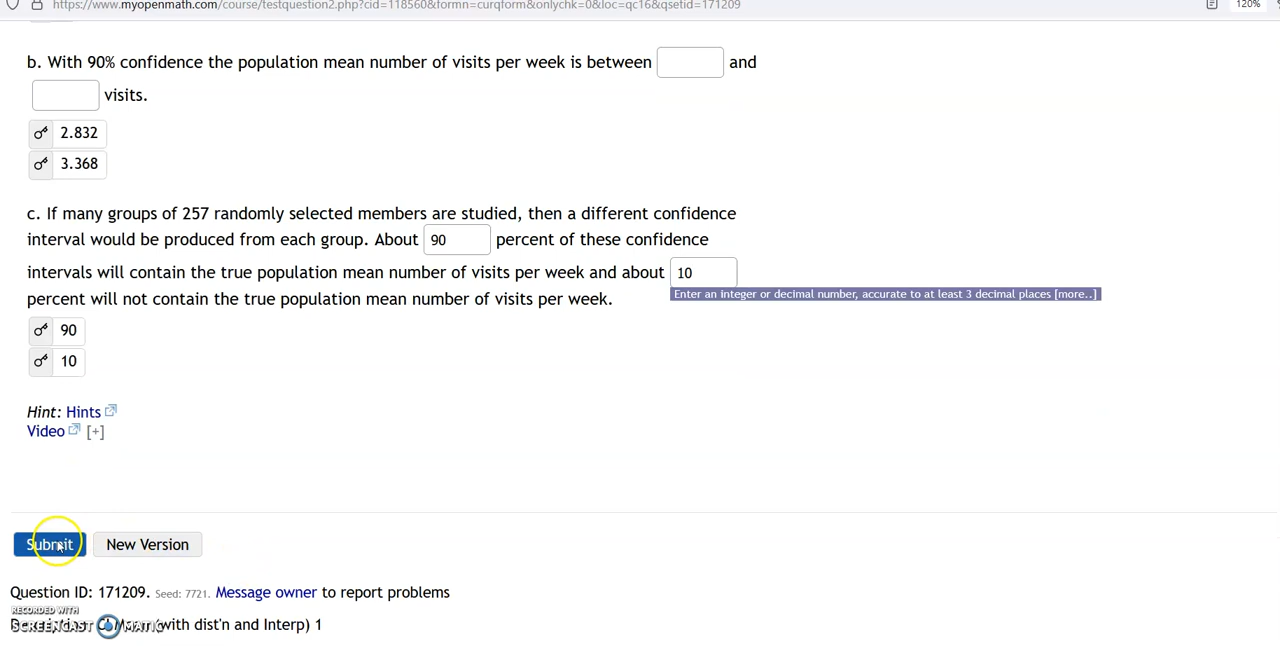 https://www.myopenmath.com/course/testquestion2.php?cid=118560&formn=curqform&onlychk=0&loc=qc16&qsetid=171209
120%
b. With 90% confidence the population mean number of visits per week is between and
visits.
2.832
3.368
c. If many groups of 257 randomly selected members are studied, then a different confidence
interval would be produced from each group. About 90 percent of these confidence
intervals will contain the true population mean number of visits per week and about 10
Enter an integer or decimal number, accurate to at least 3 decimal places [more..]
percent will not contain the true population mean number of visits per week.
90
10
Hint: Hints
Video [+]
Submit New Version
Question ID: 171209. Seed: 7721. Message owner to report problems
RECORDED WITH
SCREENCAST MATIC
with dist'n and Interp) 1